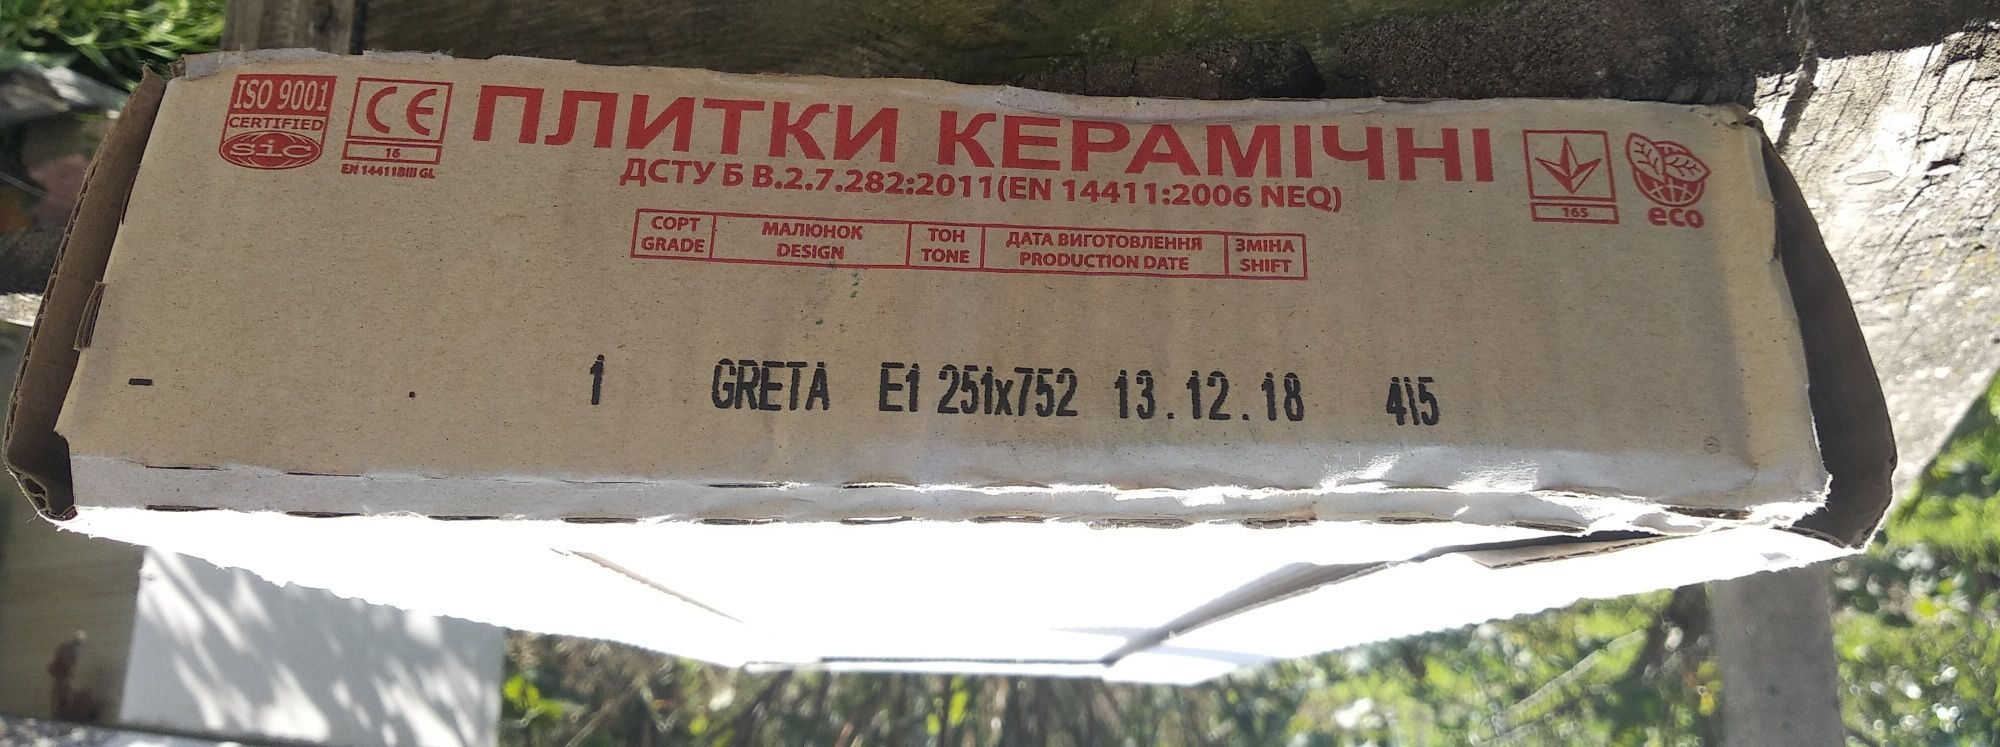 ISO 9001
CERTIFIED
sic
CE
16
EN 14411BIII GL
ПЛИТКИ КЕРАМІЧНІ
ДСТУ Б В.2.7.282:2011(EN 14411:2006 NEQ)
165
eco
СОРТ МАЛЮНОК ТОН ДАТА ВИГОТОВЛЕННЯ ЗМІНА
GRADE DESIGN TONE PRODUCTION DATE SHIFT
- . 1 GRETA E1 251x752 13.12.18 4i5